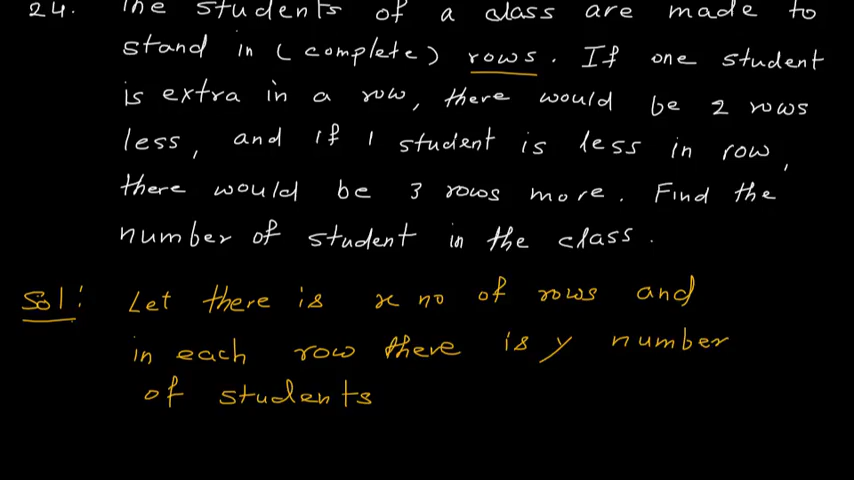 24. The students of a class are made to
stand in (complete) rows. If one student
is extra in a row, there would be 2 rows
less, and if 1 student is less in row,
there would be 3 rows more. Find the
number of student in the class.
Sol: Let there is x no of rows and
in each row there is y number
of students